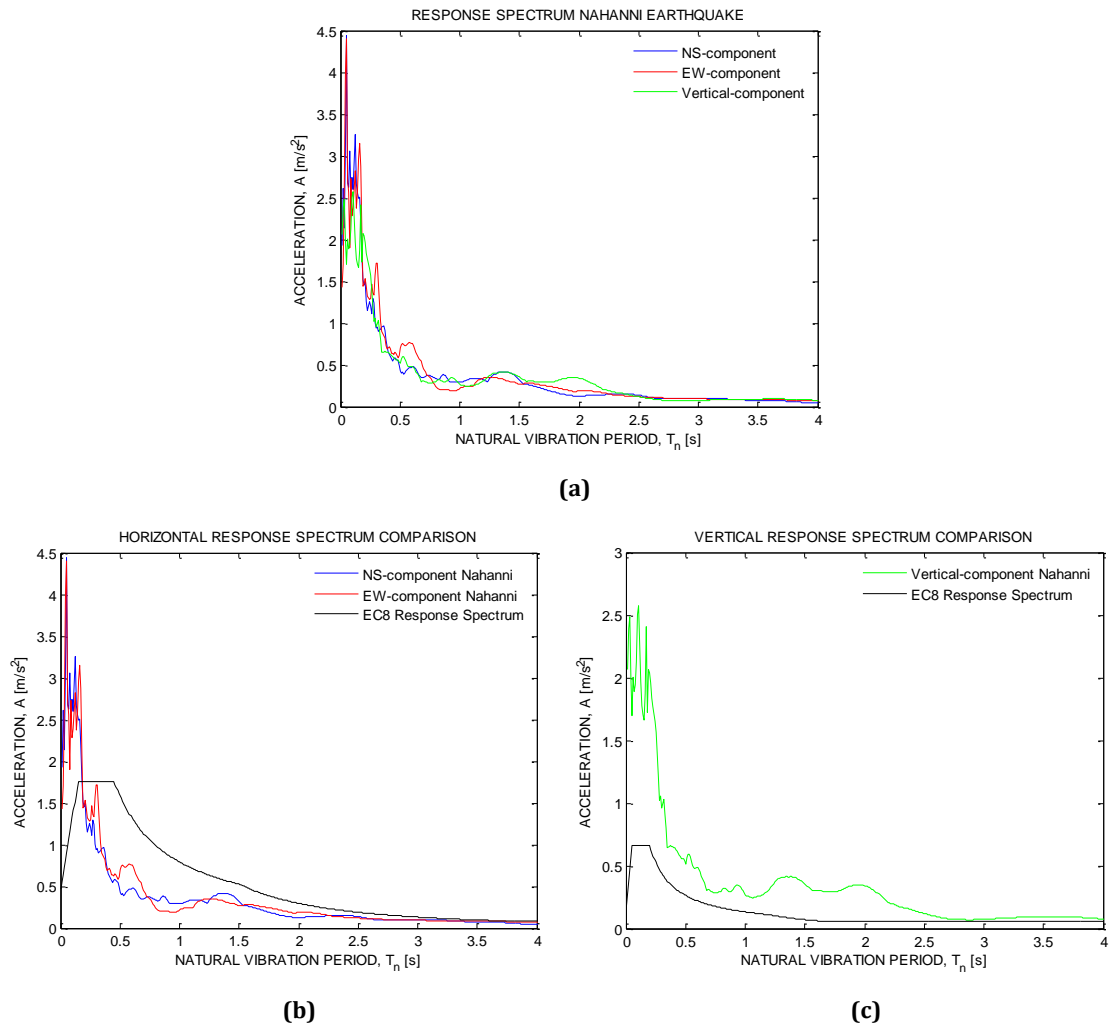 RESPONSE SPECTRUM NAHANNI EARTHQUAKE
NS-component
EW-component
Vertical-component
ACCELERATION, A [m/s²]
4.5
4
3.5
3
2.5
2
1.5
1
0.5
0
0 0.5 1 1.5 2 2.5 3 3.5 4
NATURAL VIBRATION PERIOD, Tn [s]
(a)
HORIZONTAL RESPONSE SPECTRUM COMPARISON
NS-component Nahanni
EW-component Nahanni
EC8 Response Spectrum
ACCELERATION, A [m/s²]
4.5
4
3.5
3
2.5
2
1.5
1
0.5
0
0 0.5 1 1.5 2 2.5 3 3.5 4
NATURAL VIBRATION PERIOD, Tn [s]
(b)
VERTICAL RESPONSE SPECTRUM COMPARISON
Vertical-component Nahanni
EC8 Response Spectrum
ACCELERATION, A [m/s²]
3
2.5
2
1.5
1
0.5
0
0 0.5 1 1.5 2 2.5 3 3.5 4
NATURAL VIBRATION PERIOD, Tn [s]
(c)